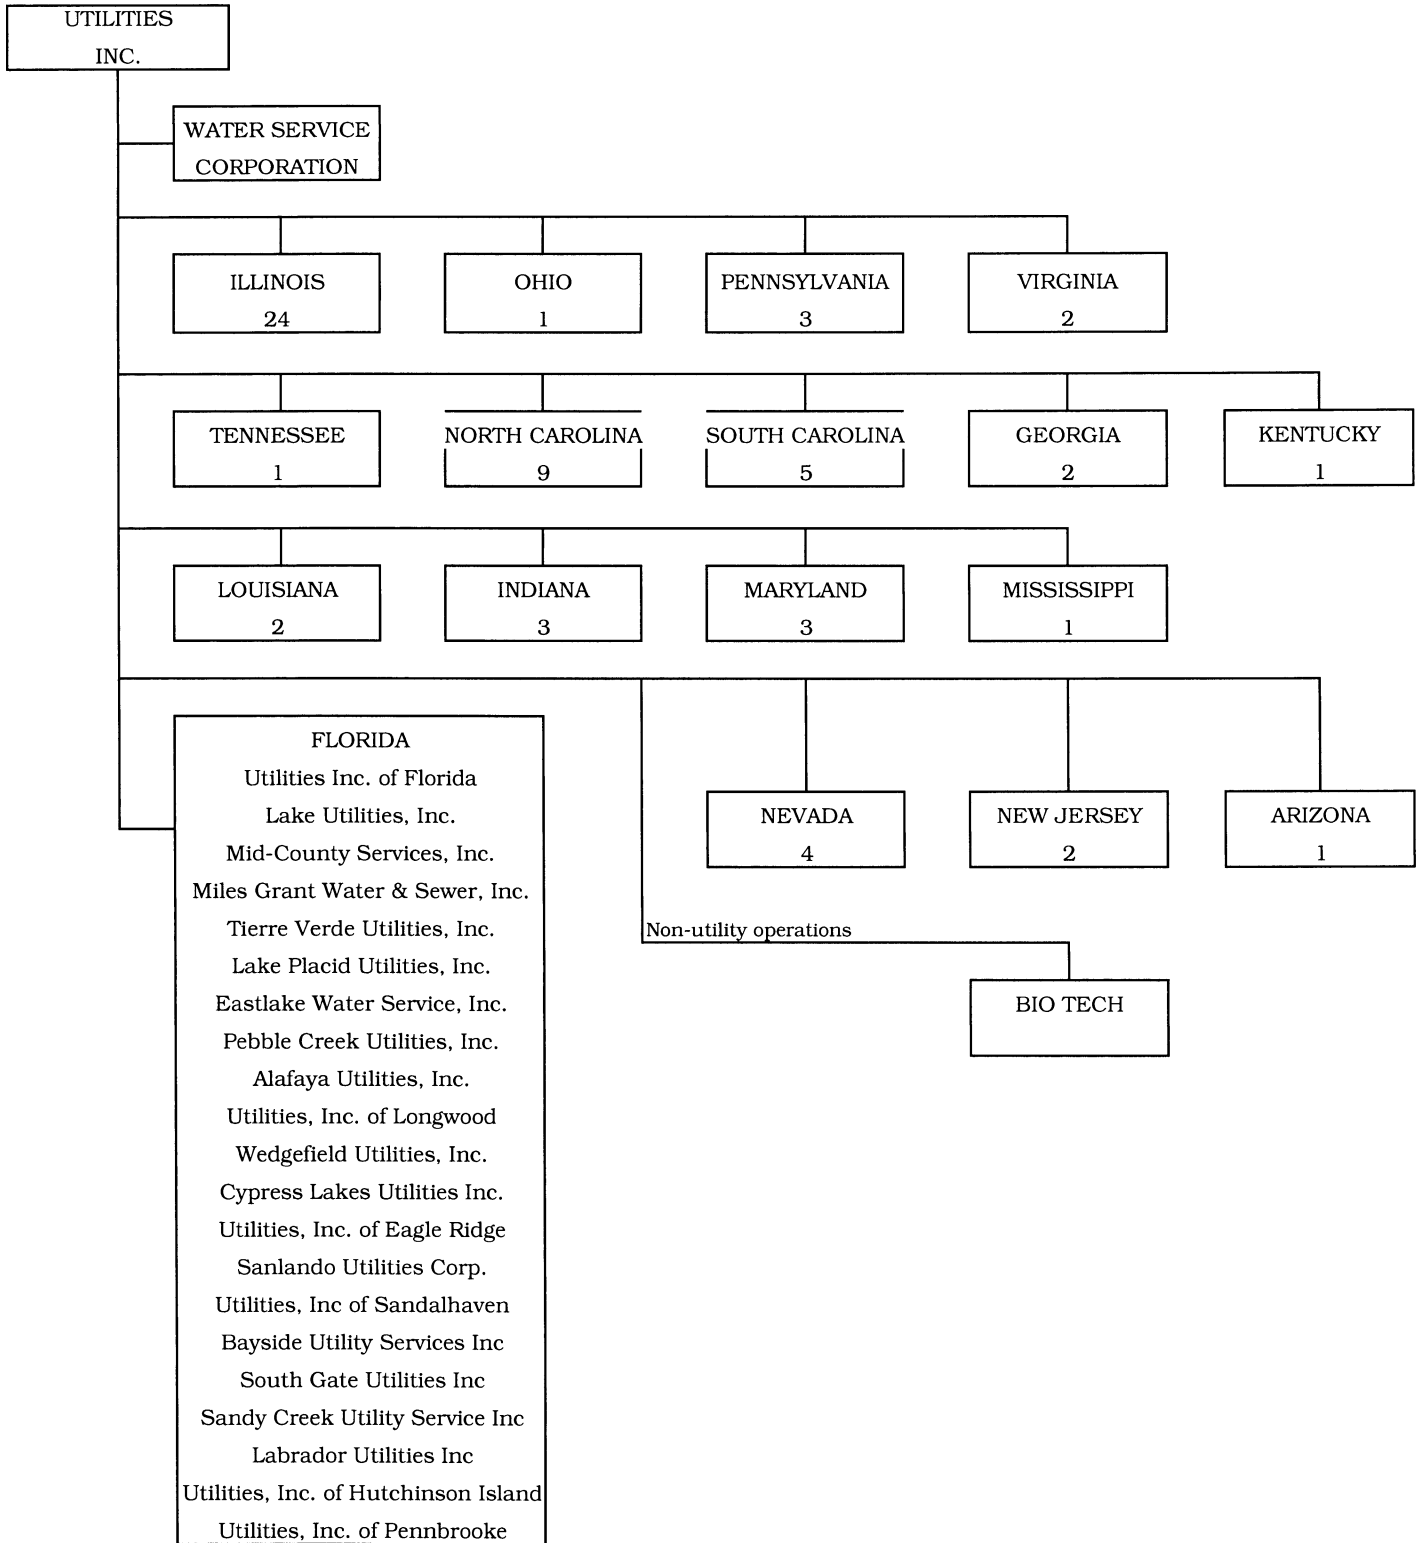 UTILITIES
INC.
WATER SERVICE
CORPORATION
ILLINOIS
24
OHIO
1
PENNSYLVANIA
3
VIRGINIA
2
TENNESSEE
1
NORTH CAROLINA
9
SOUTH CAROLINA
5
GEORGIA
2
KENTUCKY
1
LOUISIANA
2
INDIANA
3
MARYLAND
3
MISSISSIPPI
1
FLORIDA
Utilities Inc. of Florida
Lake Utilities, Inc.
Mid-County Services, Inc.
Miles Grant Water & Sewer, Inc.
Tierre Verde Utilities, Inc.
Lake Placid Utilities, Inc.
Eastlake Water Service, Inc.
Pebble Creek Utilities, Inc.
Alafaya Utilities, Inc.
Utilities, Inc. of Longwood
Wedgefield Utilities, Inc.
Cypress Lakes Utilities Inc.
Utilities, Inc. of Eagle Ridge
Sanlando Utilities Corp.
Utilities, Inc of Sandalhaven
Bayside Utility Services Inc
South Gate Utilities Inc
Sandy Creek Utility Service Inc
Labrador Utilities Inc
Utilities, Inc. of Hutchinson Island
Utilities, Inc. of Pennbrooke
NEVADA
4
NEW JERSEY
2
ARIZONA
1
Non-utility operations
BIO TECH